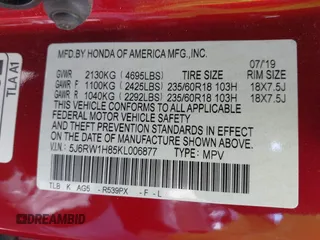 MFD.BY HONDA OF AMERICA MFG.,INC.
07/19
GVWR 2130KG (4695LBS) TIRE SIZE RIM SIZE
GAWR F 1100KG (2425LBS) 235/60R18 103H 18X7.5J
GAWR R 1040KG (2292LBS) 235/60R18 103H 18X7.5J
THIS VEHICLE CONFORMS TO ALL APPLICABLE
FEDERAL MOTOR VEHICLE SAFETY STANDARDS IN EFFECT
ON THE DATE OF MANUFACTURE SHOWN ABOVE.
V.I.N.: 5J6RW1H85KL006877 TYPE: MPV
TLB K AG5 - R539PX - F - L
TLA A1
DREAMBID